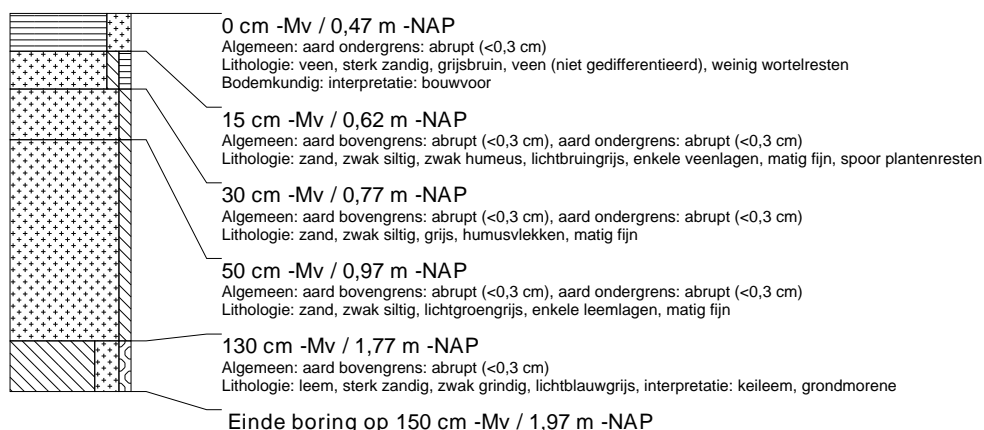 0 cm -Mv / 0,47 m -NAP
Algemeen: aard ondergrens: abrupt (<0,3 cm)
Lithologie: veen, sterk zandig, grijsbruin, veen (niet gedifferentieerd), weinig wortelresten
Bodemkundig: interpretatie: bouwvoor
15 cm -Mv / 0,62 m -NAP
Algemeen: aard bovengrens: abrupt (<0,3 cm), aard ondergrens: abrupt (<0,3 cm)
Lithologie: zand, zwak siltig, zwak humeus, lichtbruingrijs, enkele veenlagen, matig fijn, spoor plantenresten
30 cm -Mv / 0,77 m -NAP
Algemeen: aard bovengrens: abrupt (<0,3 cm), aard ondergrens: abrupt (<0,3 cm)
Lithologie: zand, zwak siltig, grijs, humusvlekken, matig fijn
50 cm -Mv / 0,97 m -NAP
Algemeen: aard bovengrens: abrupt (<0,3 cm), aard ondergrens: abrupt (<0,3 cm)
Lithologie: zand, zwak siltig, lichtgroengrijs, enkele leemlagen, matig fijn
130 cm -Mv / 1,77 m -NAP
Algemeen: aard bovengrens: abrupt (<0,3 cm)
Lithologie: leem, sterk zandig, zwak grindig, lichtblauwgrijs, interpretatie: keileem, grondmorene
Einde boring op 150 cm -Mv / 1,97 m -NAP